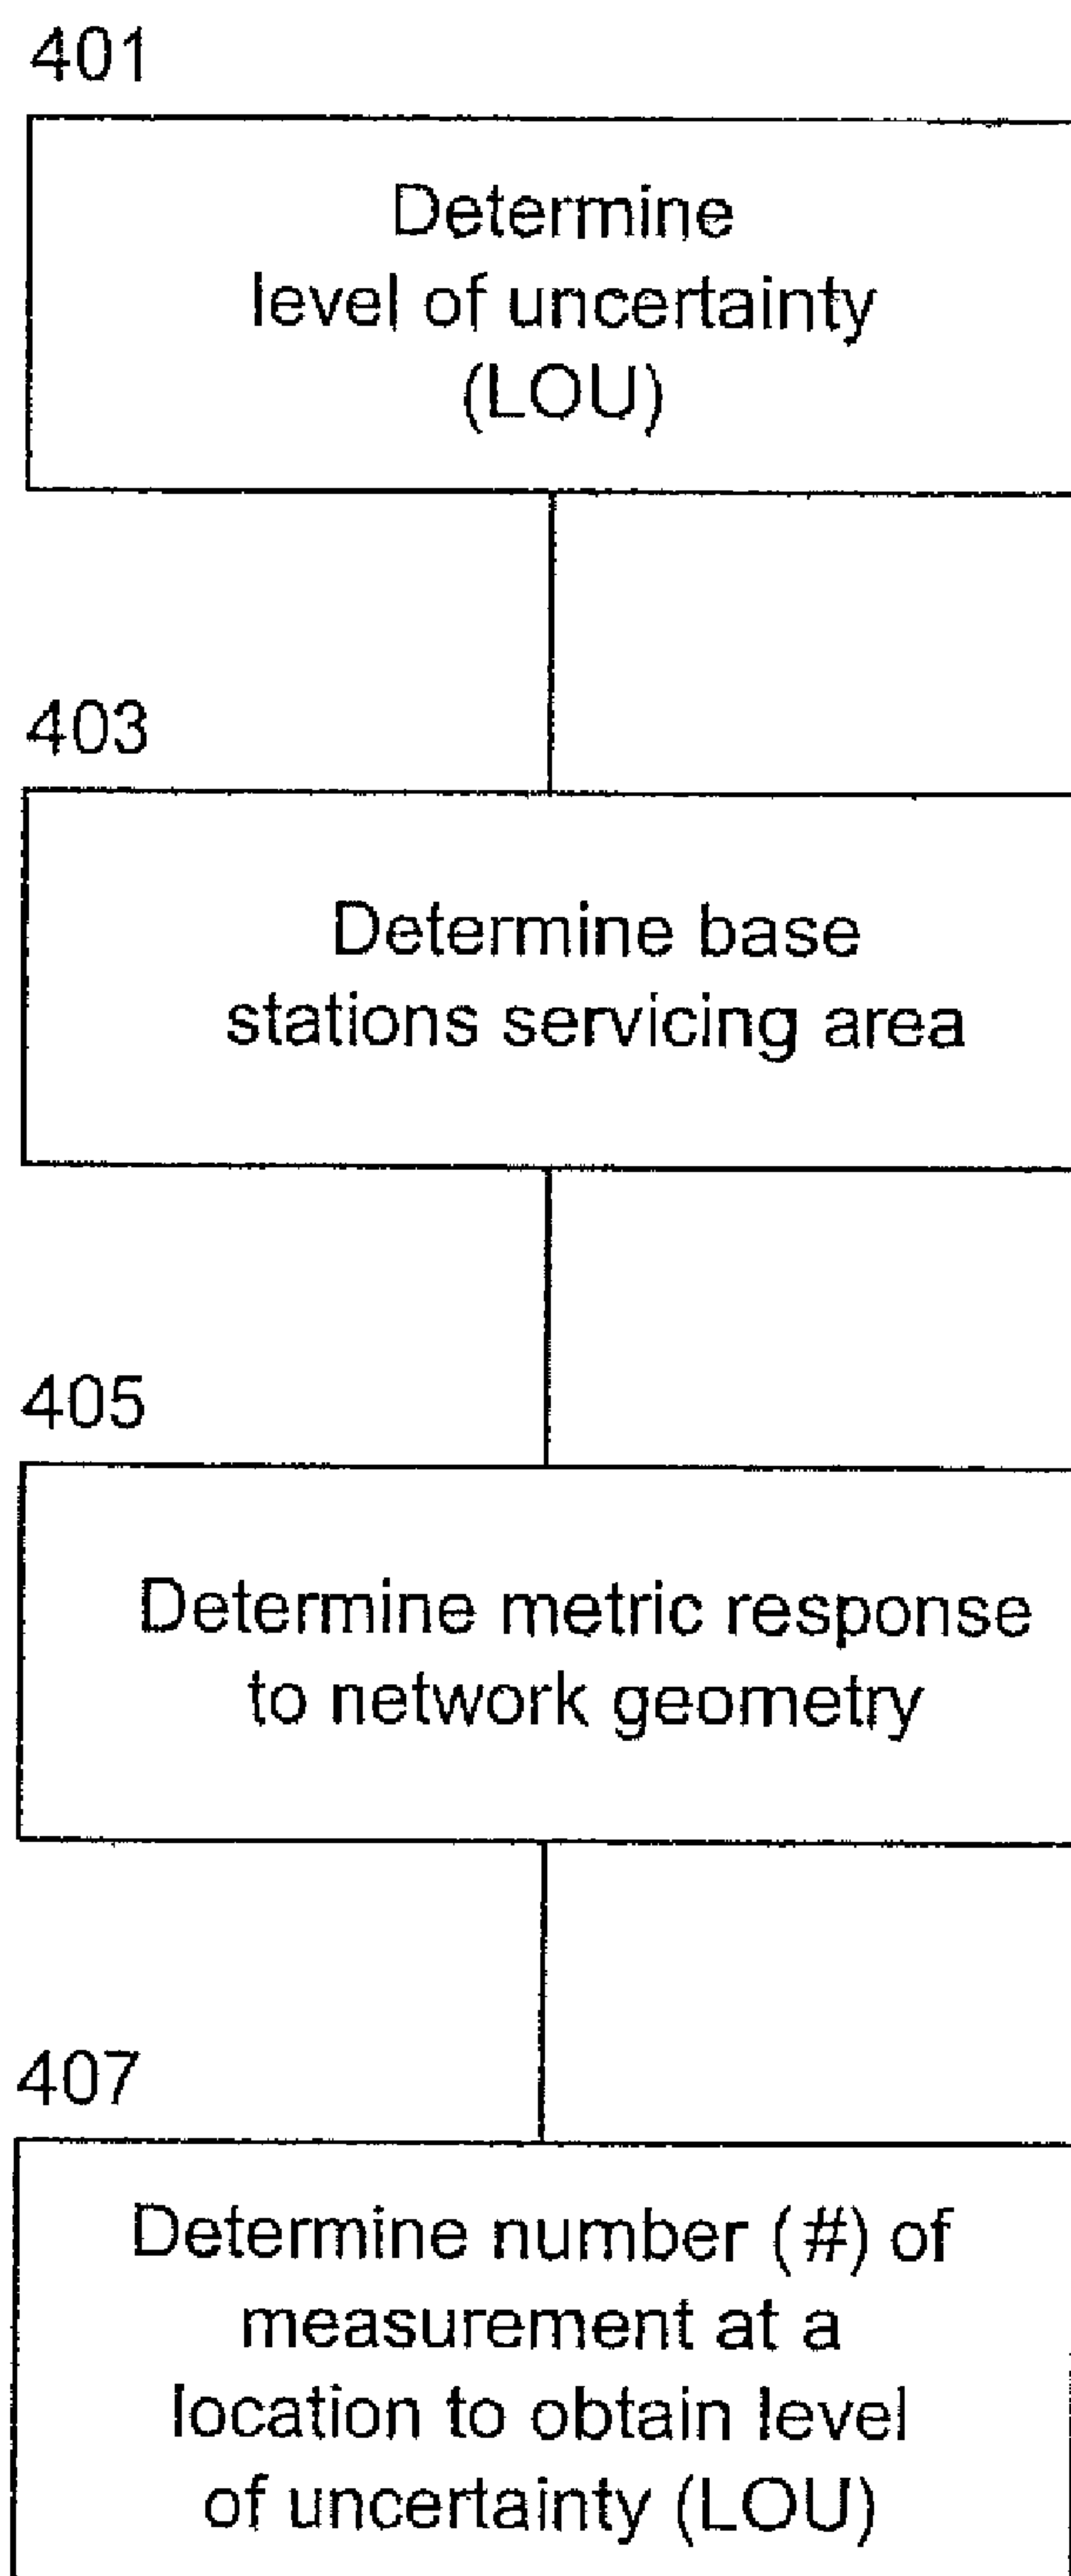 401
Determine
level of uncertainty
(LOU)
403
Determine base
stations servicing area
405
Determine metric response
to network geometry
407
Determine number (#) of
measurement at a
location to obtain level
of uncertainty (LOU)